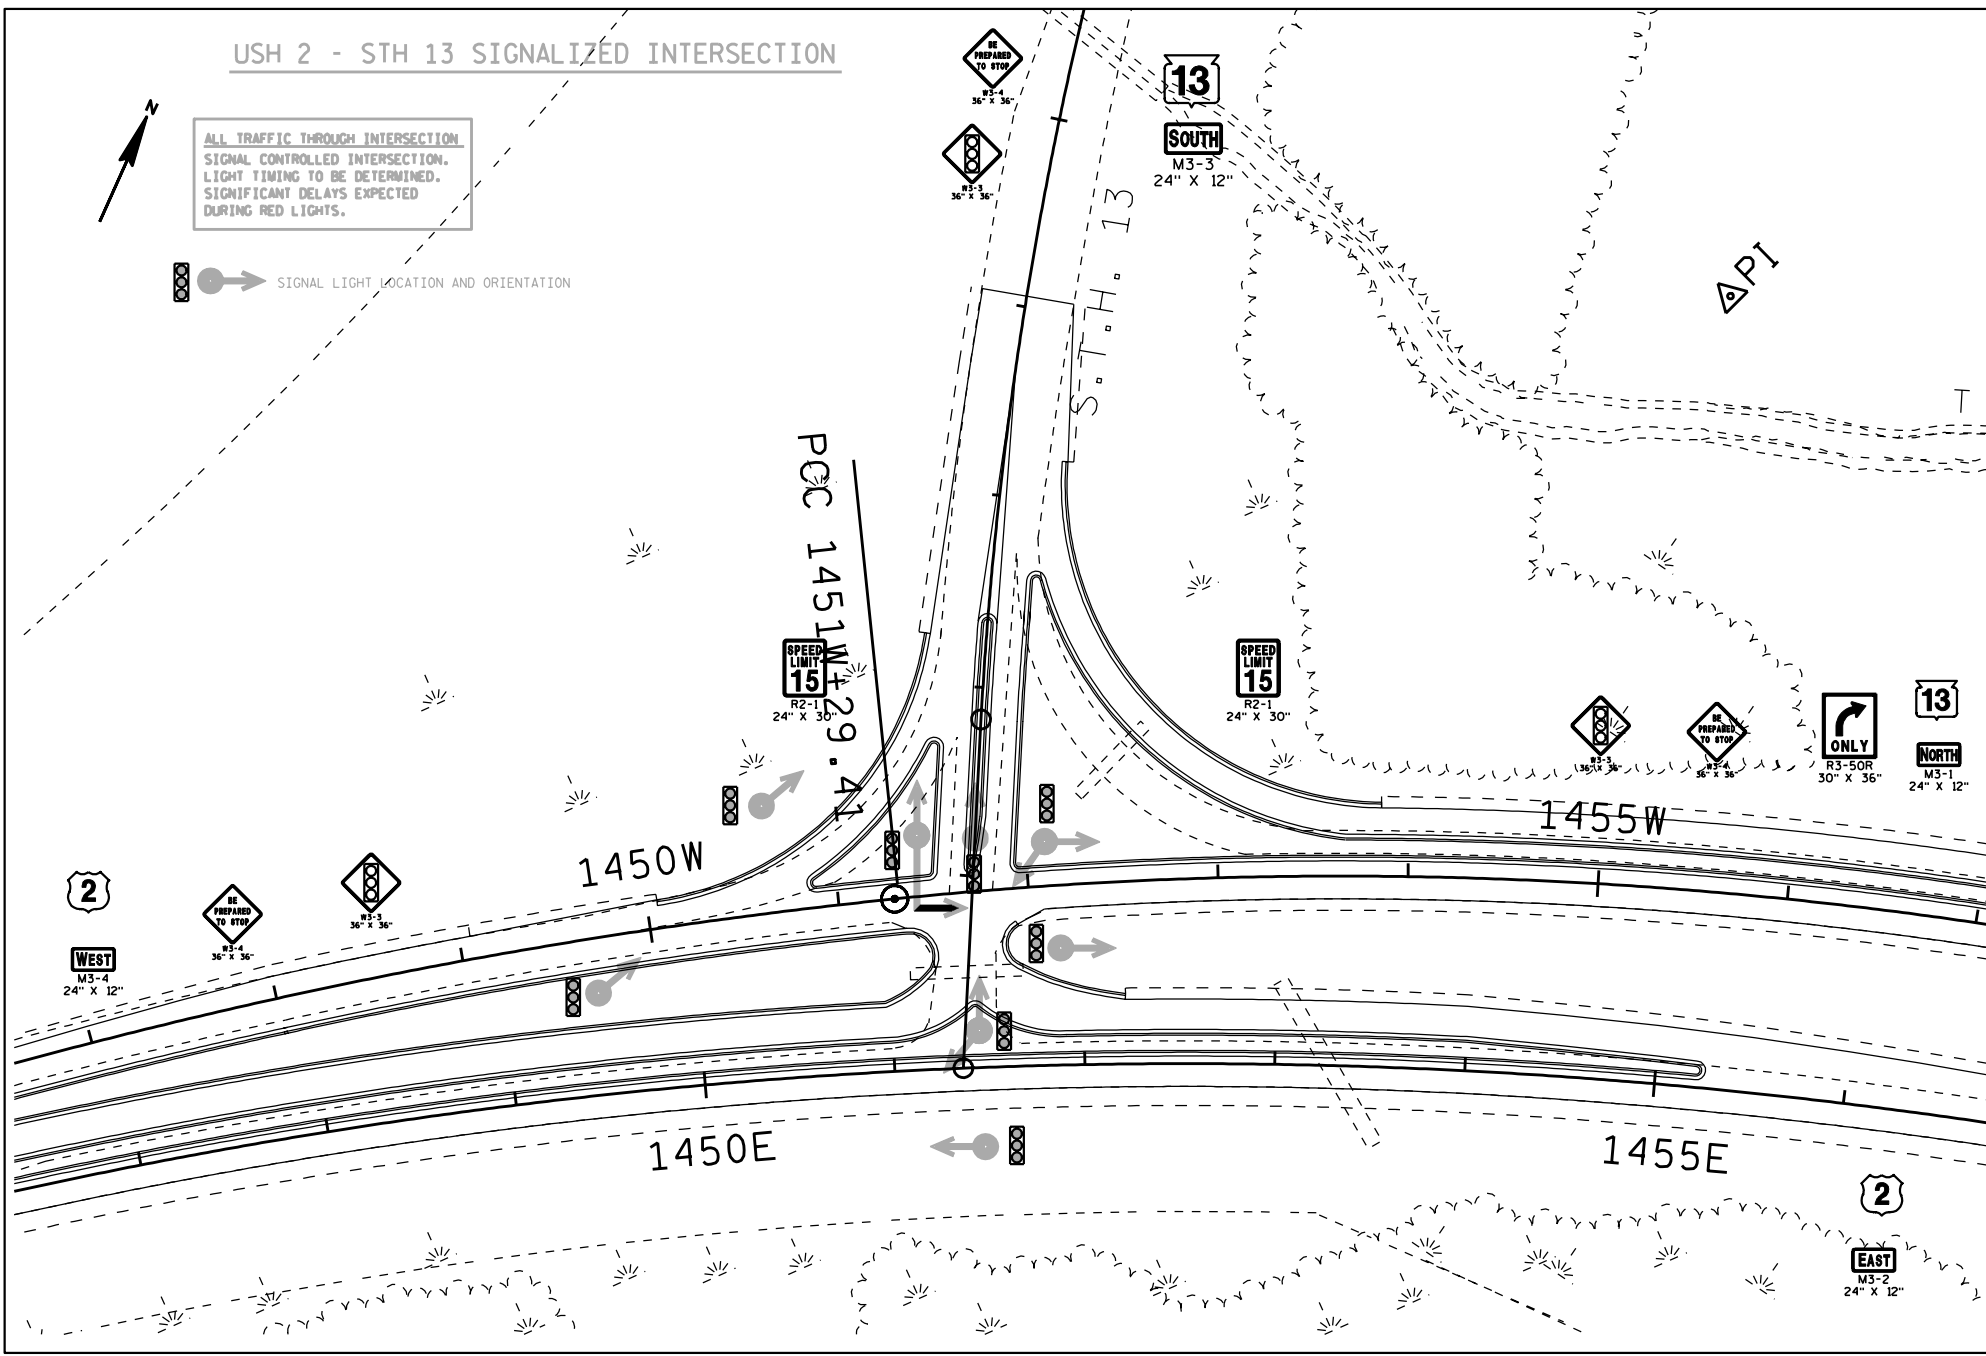 USH 2 - STH 13 SIGNALIZED INTERSECTION
N
ALL TRAFFIC THROUGH INTERSECTION
SIGNAL CONTROLLED INTERSECTION.
LIGHT TIMING TO BE DETERMINED.
SIGNIFICANT DELAYS EXPECTED
DURING RED LIGHTS.
SIGNAL LIGHT LOCATION AND ORIENTATION
BE
PREPARED
TO STOP
W3-4
36" X 36"
W3-3
36" X 36"
13
SOUTH
M3-3
24" X 12"
S.T.H. 13
PI
T
PCC 1451W+29.41
SPEED
LIMIT
15
R2-1
24" X 30"
SPEED
LIMIT
15
R2-1
24" X 30"
W3-3
36" X 36"
BE
PREPARED
TO STOP
W3-4
36" X 36"
ONLY
R3-50R
30" X 36"
13
NORTH
M3-1
24" X 12"
1450W
1455W
2
WEST
M3-4
24" X 12"
BE
PREPARED
TO STOP
W3-4
36" X 36"
W3-3
36" X 36"
1450E
1455E
2
EAST
M3-2
24" X 12"